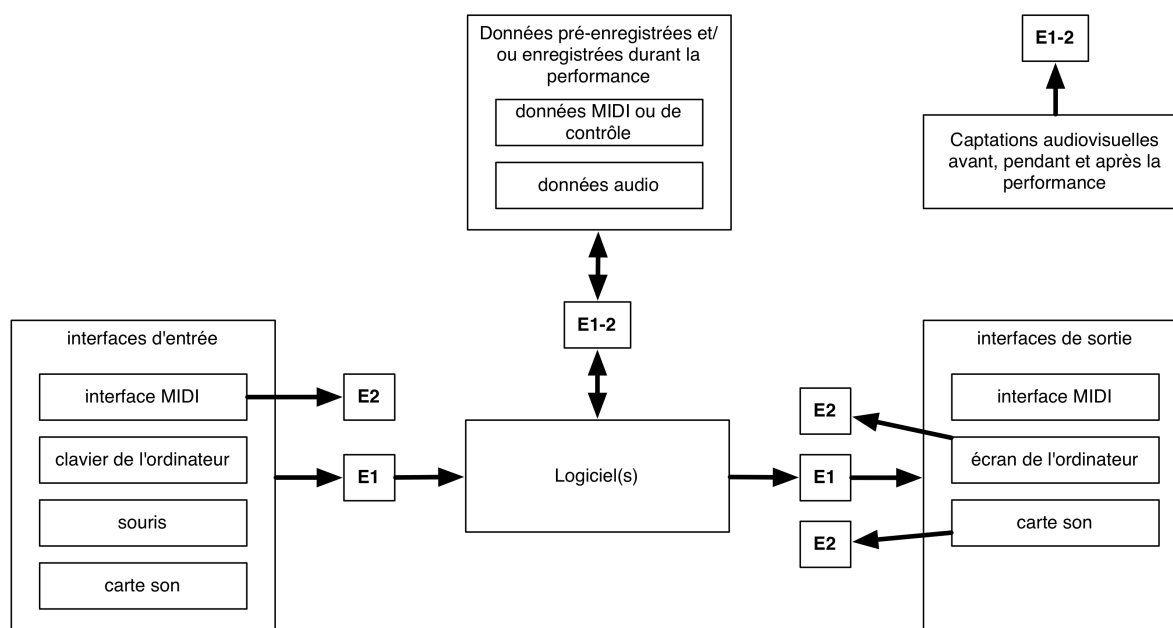 Données pré-enregistrées et/
ou enregistrées durant la
performance
données MIDI ou de
contrôle
données audio
E1-2
Captations audiovisuelles
avant, pendant et après la
performance
E1-2
interfaces d'entrée
interface MIDI
clavier de l'ordinateur
souris
carte son
E2
E1
Logiciel(s)
E2
E1
E2
interfaces de sortie
interface MIDI
écran de l'ordinateur
carte son